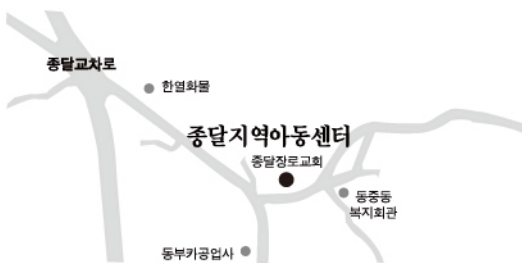 종달교차로
한열화물
종달지역아동센터
종달장로교회
동중동
복지회관
동부카공업사